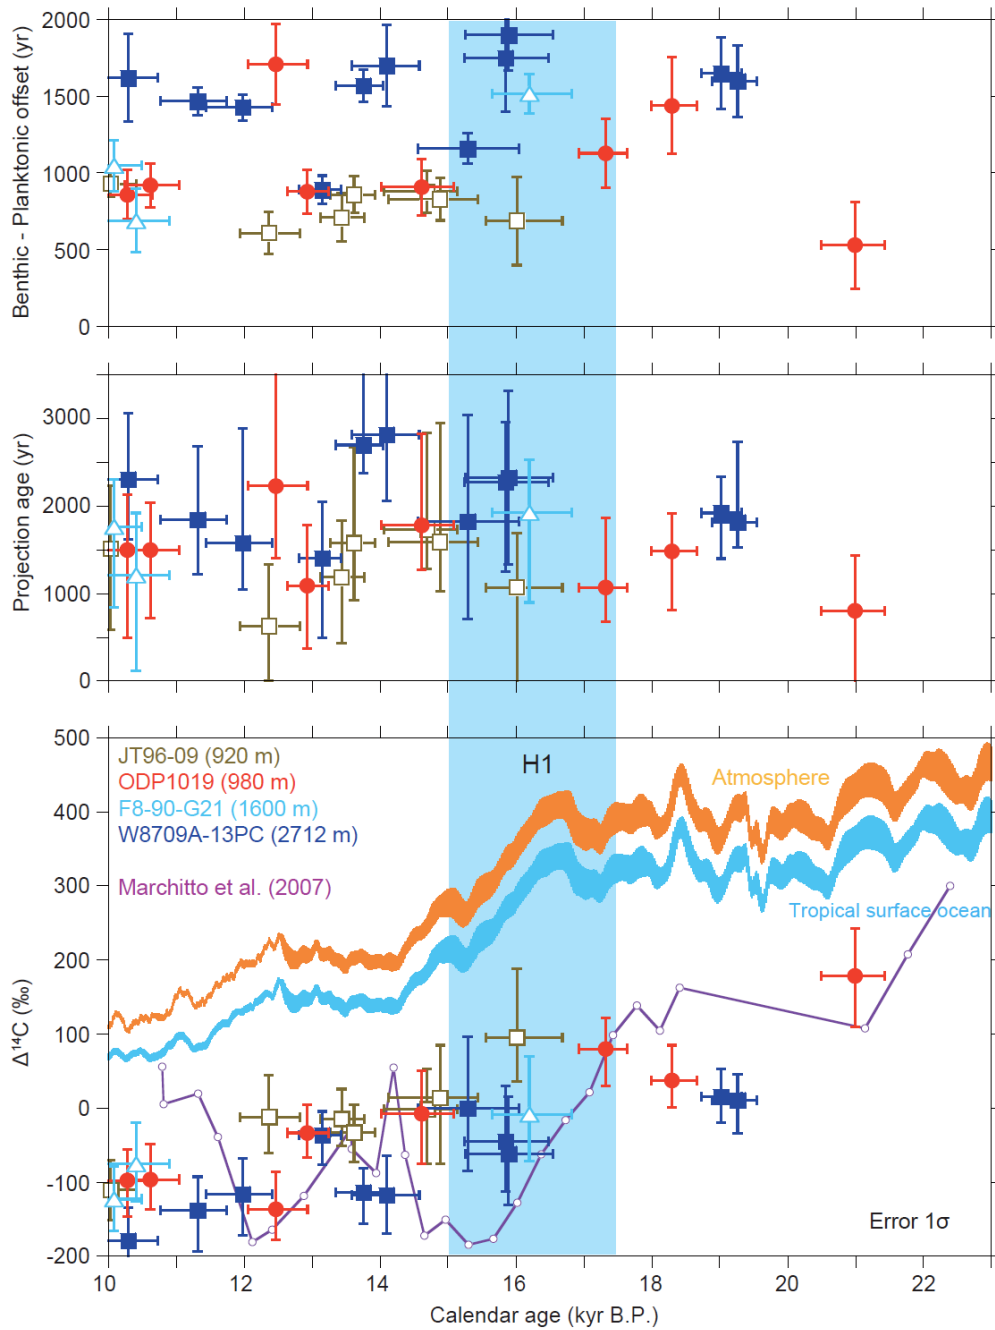 2000
1500
1000
500
0
Benthic - Planktonic offset (yr)
3000
2000
1000
0
Projection age (yr)
500
400
300
200
100
0
-100
-200
Δ¹⁴C (‰)
JT96-09 (920 m)
ODP1019 (980 m)
F8-90-G21 (1600 m)
W8709A-13PC (2712 m)
Marchitto et al. (2007)
H1
Atmosphere
Tropical surface ocean
Error 1σ
10 12 14 16 18 20 22
Calendar age (kyr B.P.)